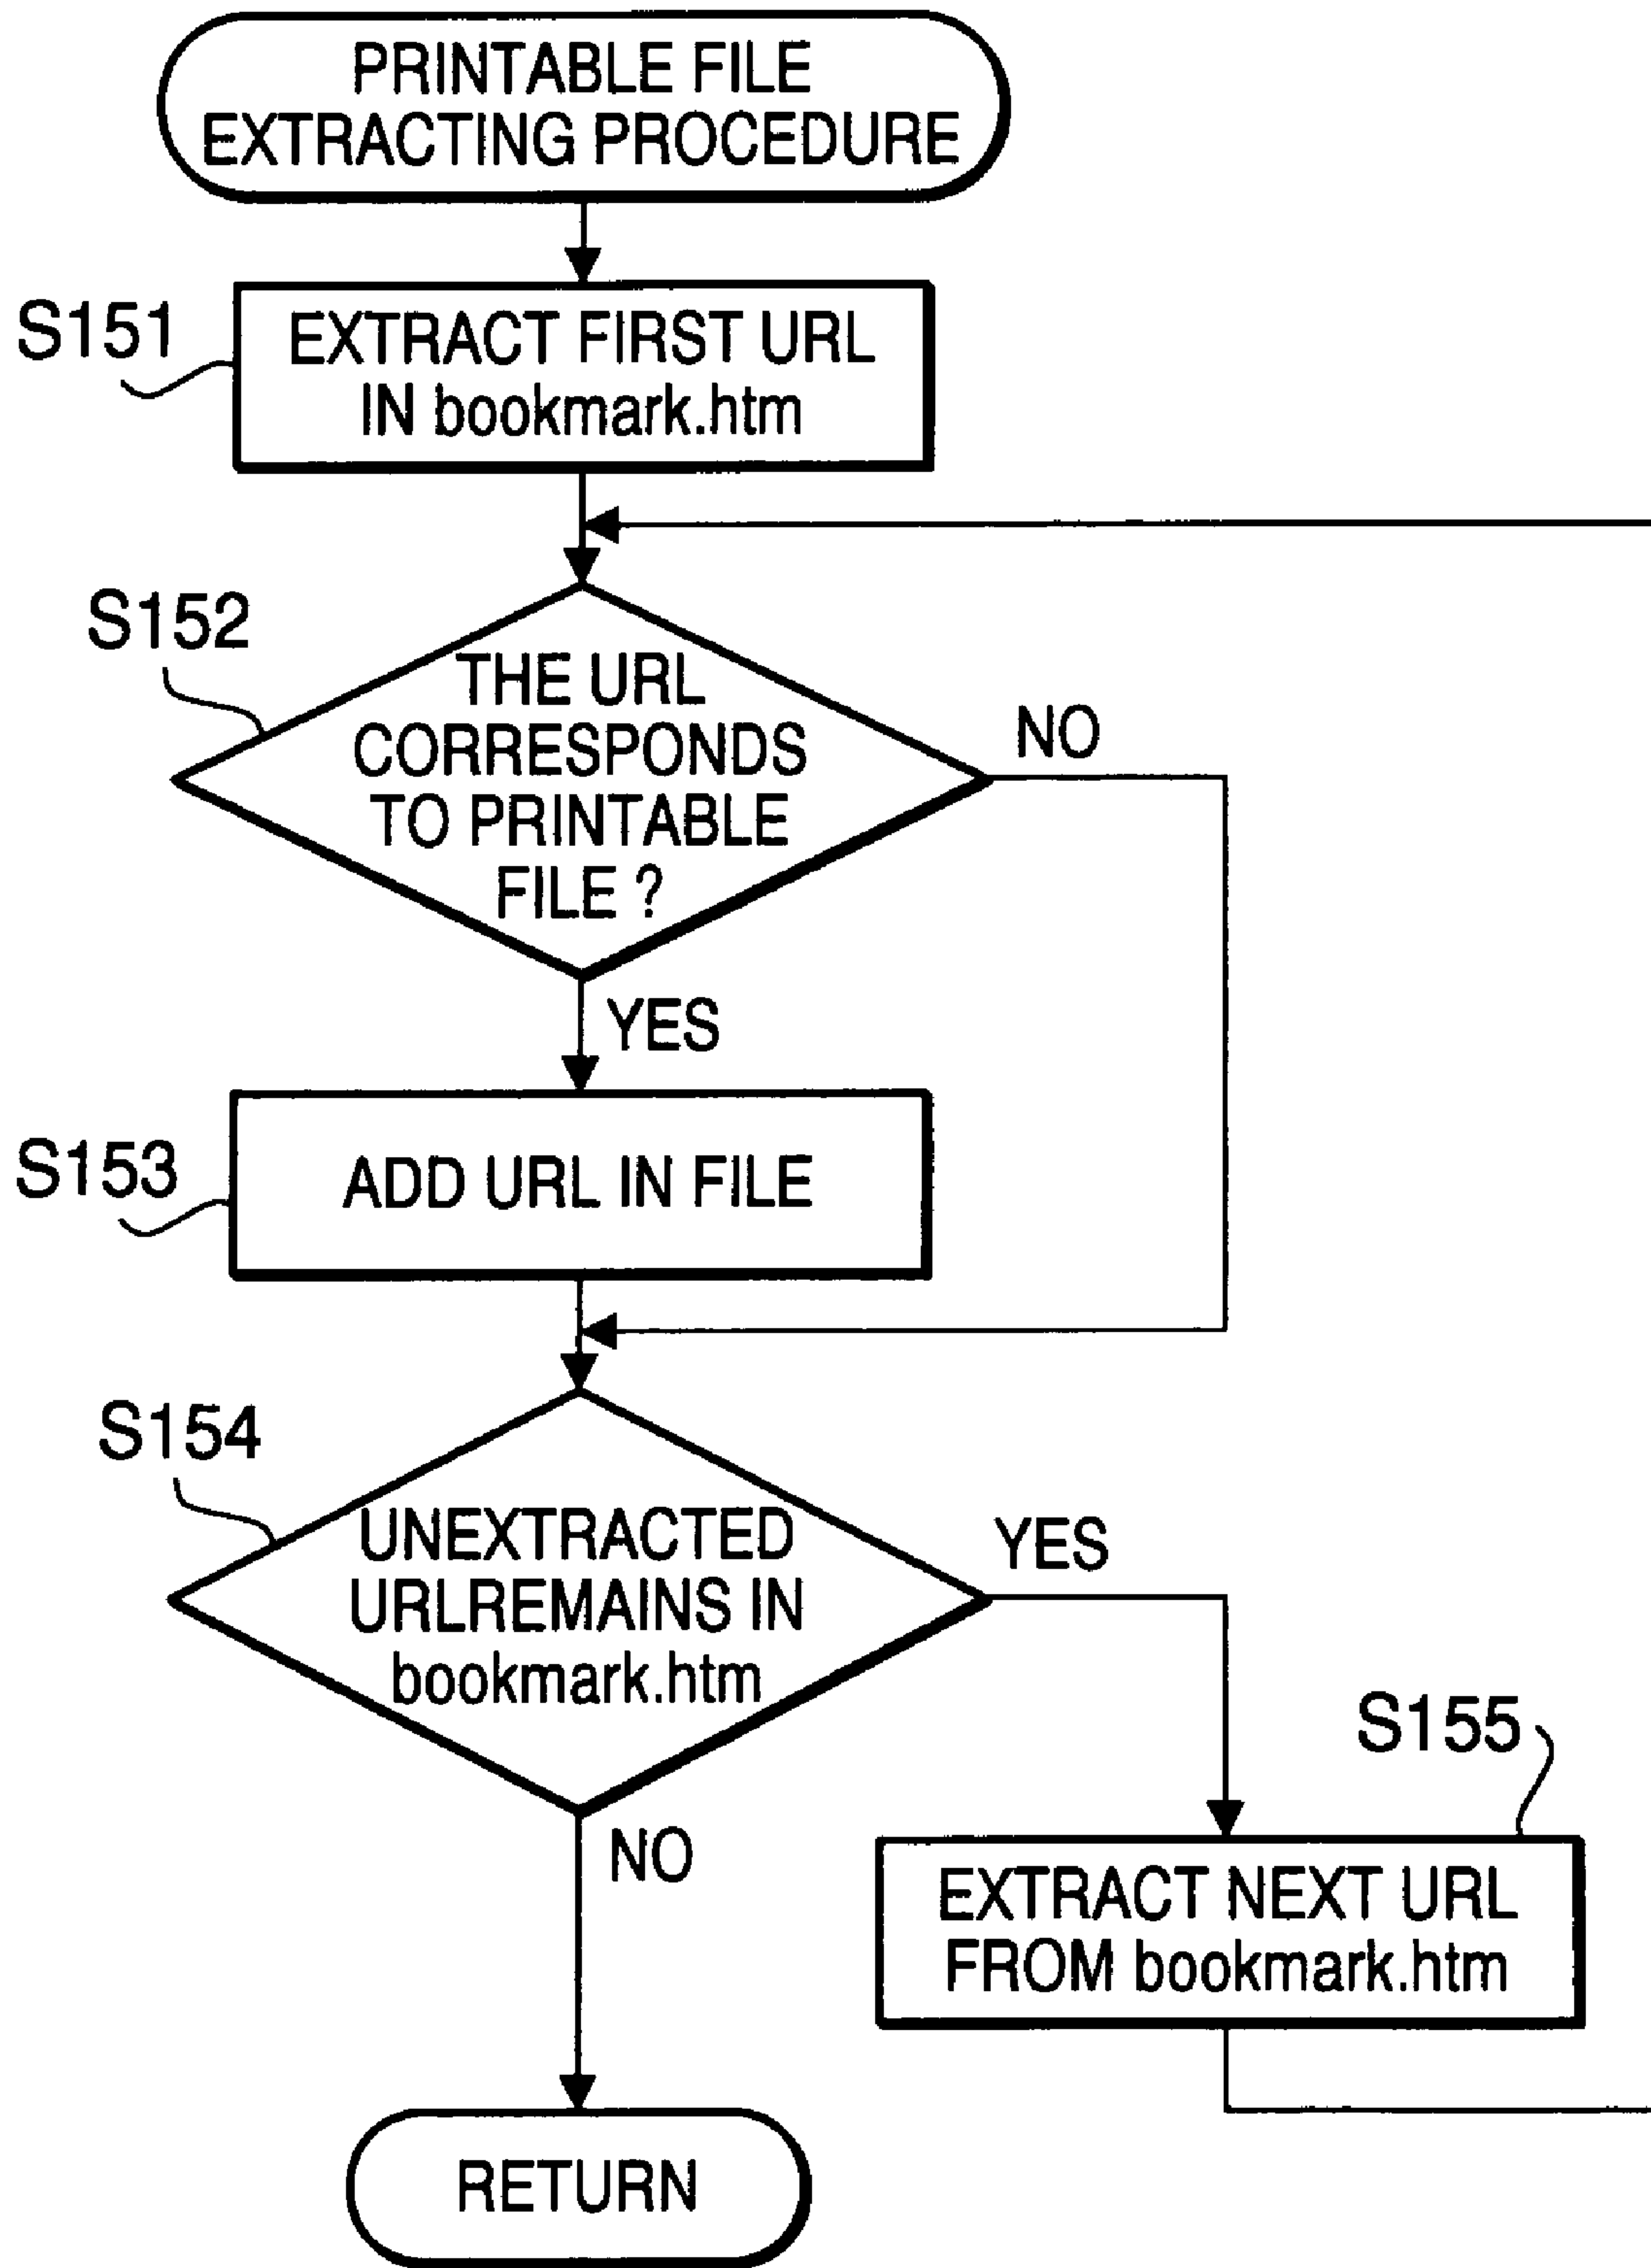 PRINTABLE FILE
EXTRACTING PROCEDURE
S151
EXTRACT FIRST URL
IN bookmark.htm
S152
THE URL
CORRESPONDS
TO PRINTABLE
FILE ?
NO
YES
S153
ADD URL IN FILE
S154
UNEXTRACTED
URLREMAINS IN
bookmark.htm
YES
NO
S155
EXTRACT NEXT URL
FROM bookmark.htm
RETURN